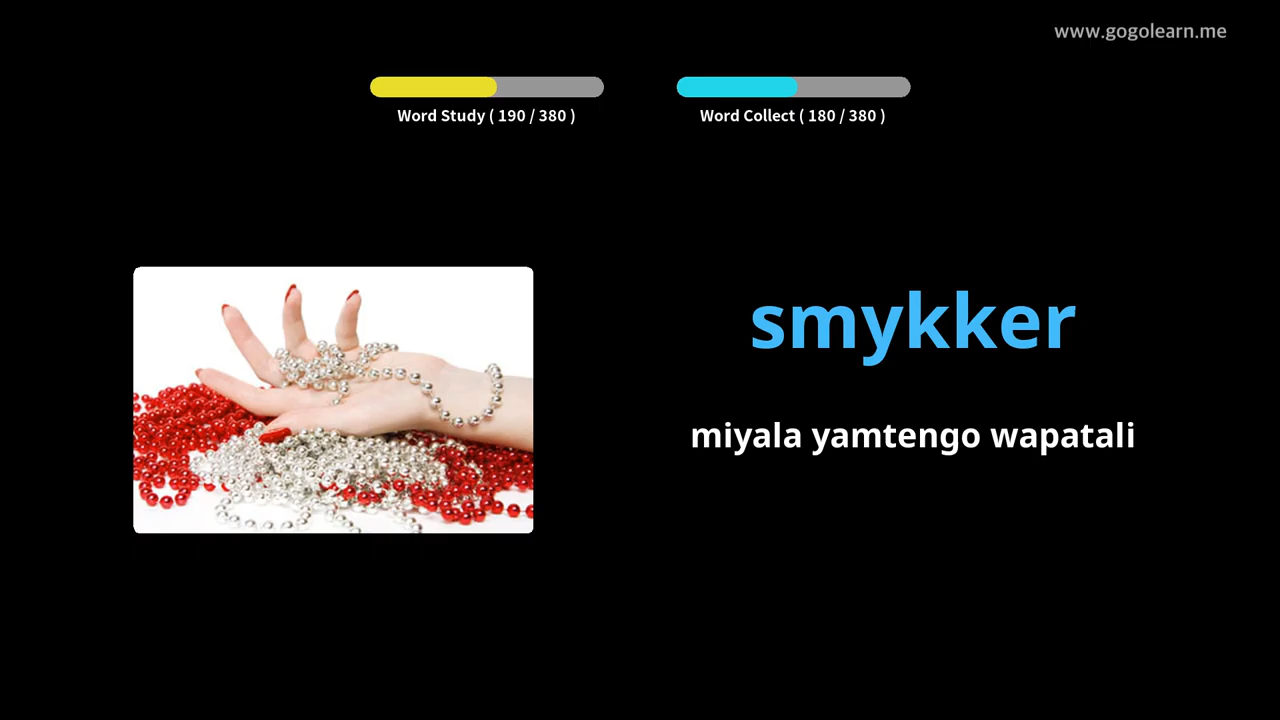 www.gogolearn.me
Word Study ( 190 / 380 )
Word Collect ( 180 / 380 )
smykker
miyala yamtengo wapatali